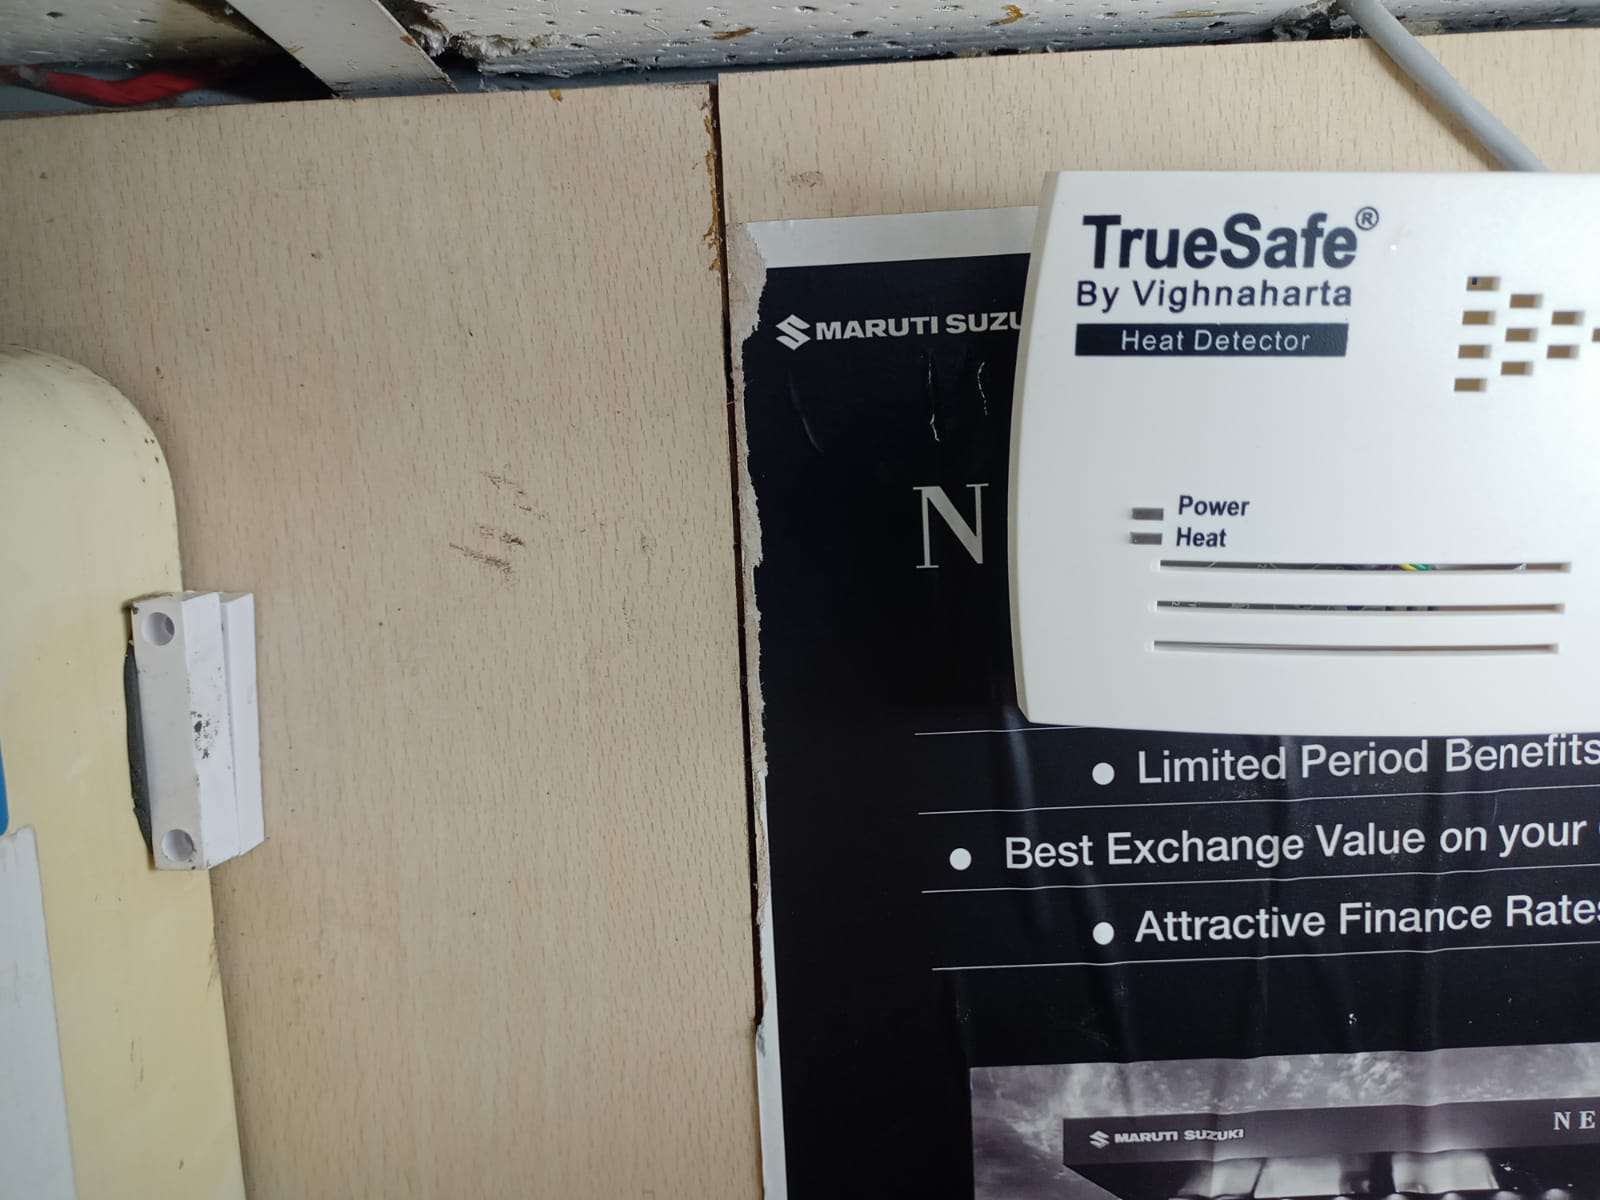 TrueSafe®
By Vighnaharta
Heat Detector
MARUTI SUZU
N
Power
Heat
Limited Period Benefits
Best Exchange Value on your
Attractive Finance Rates
MARUTI SUZUKI
NE